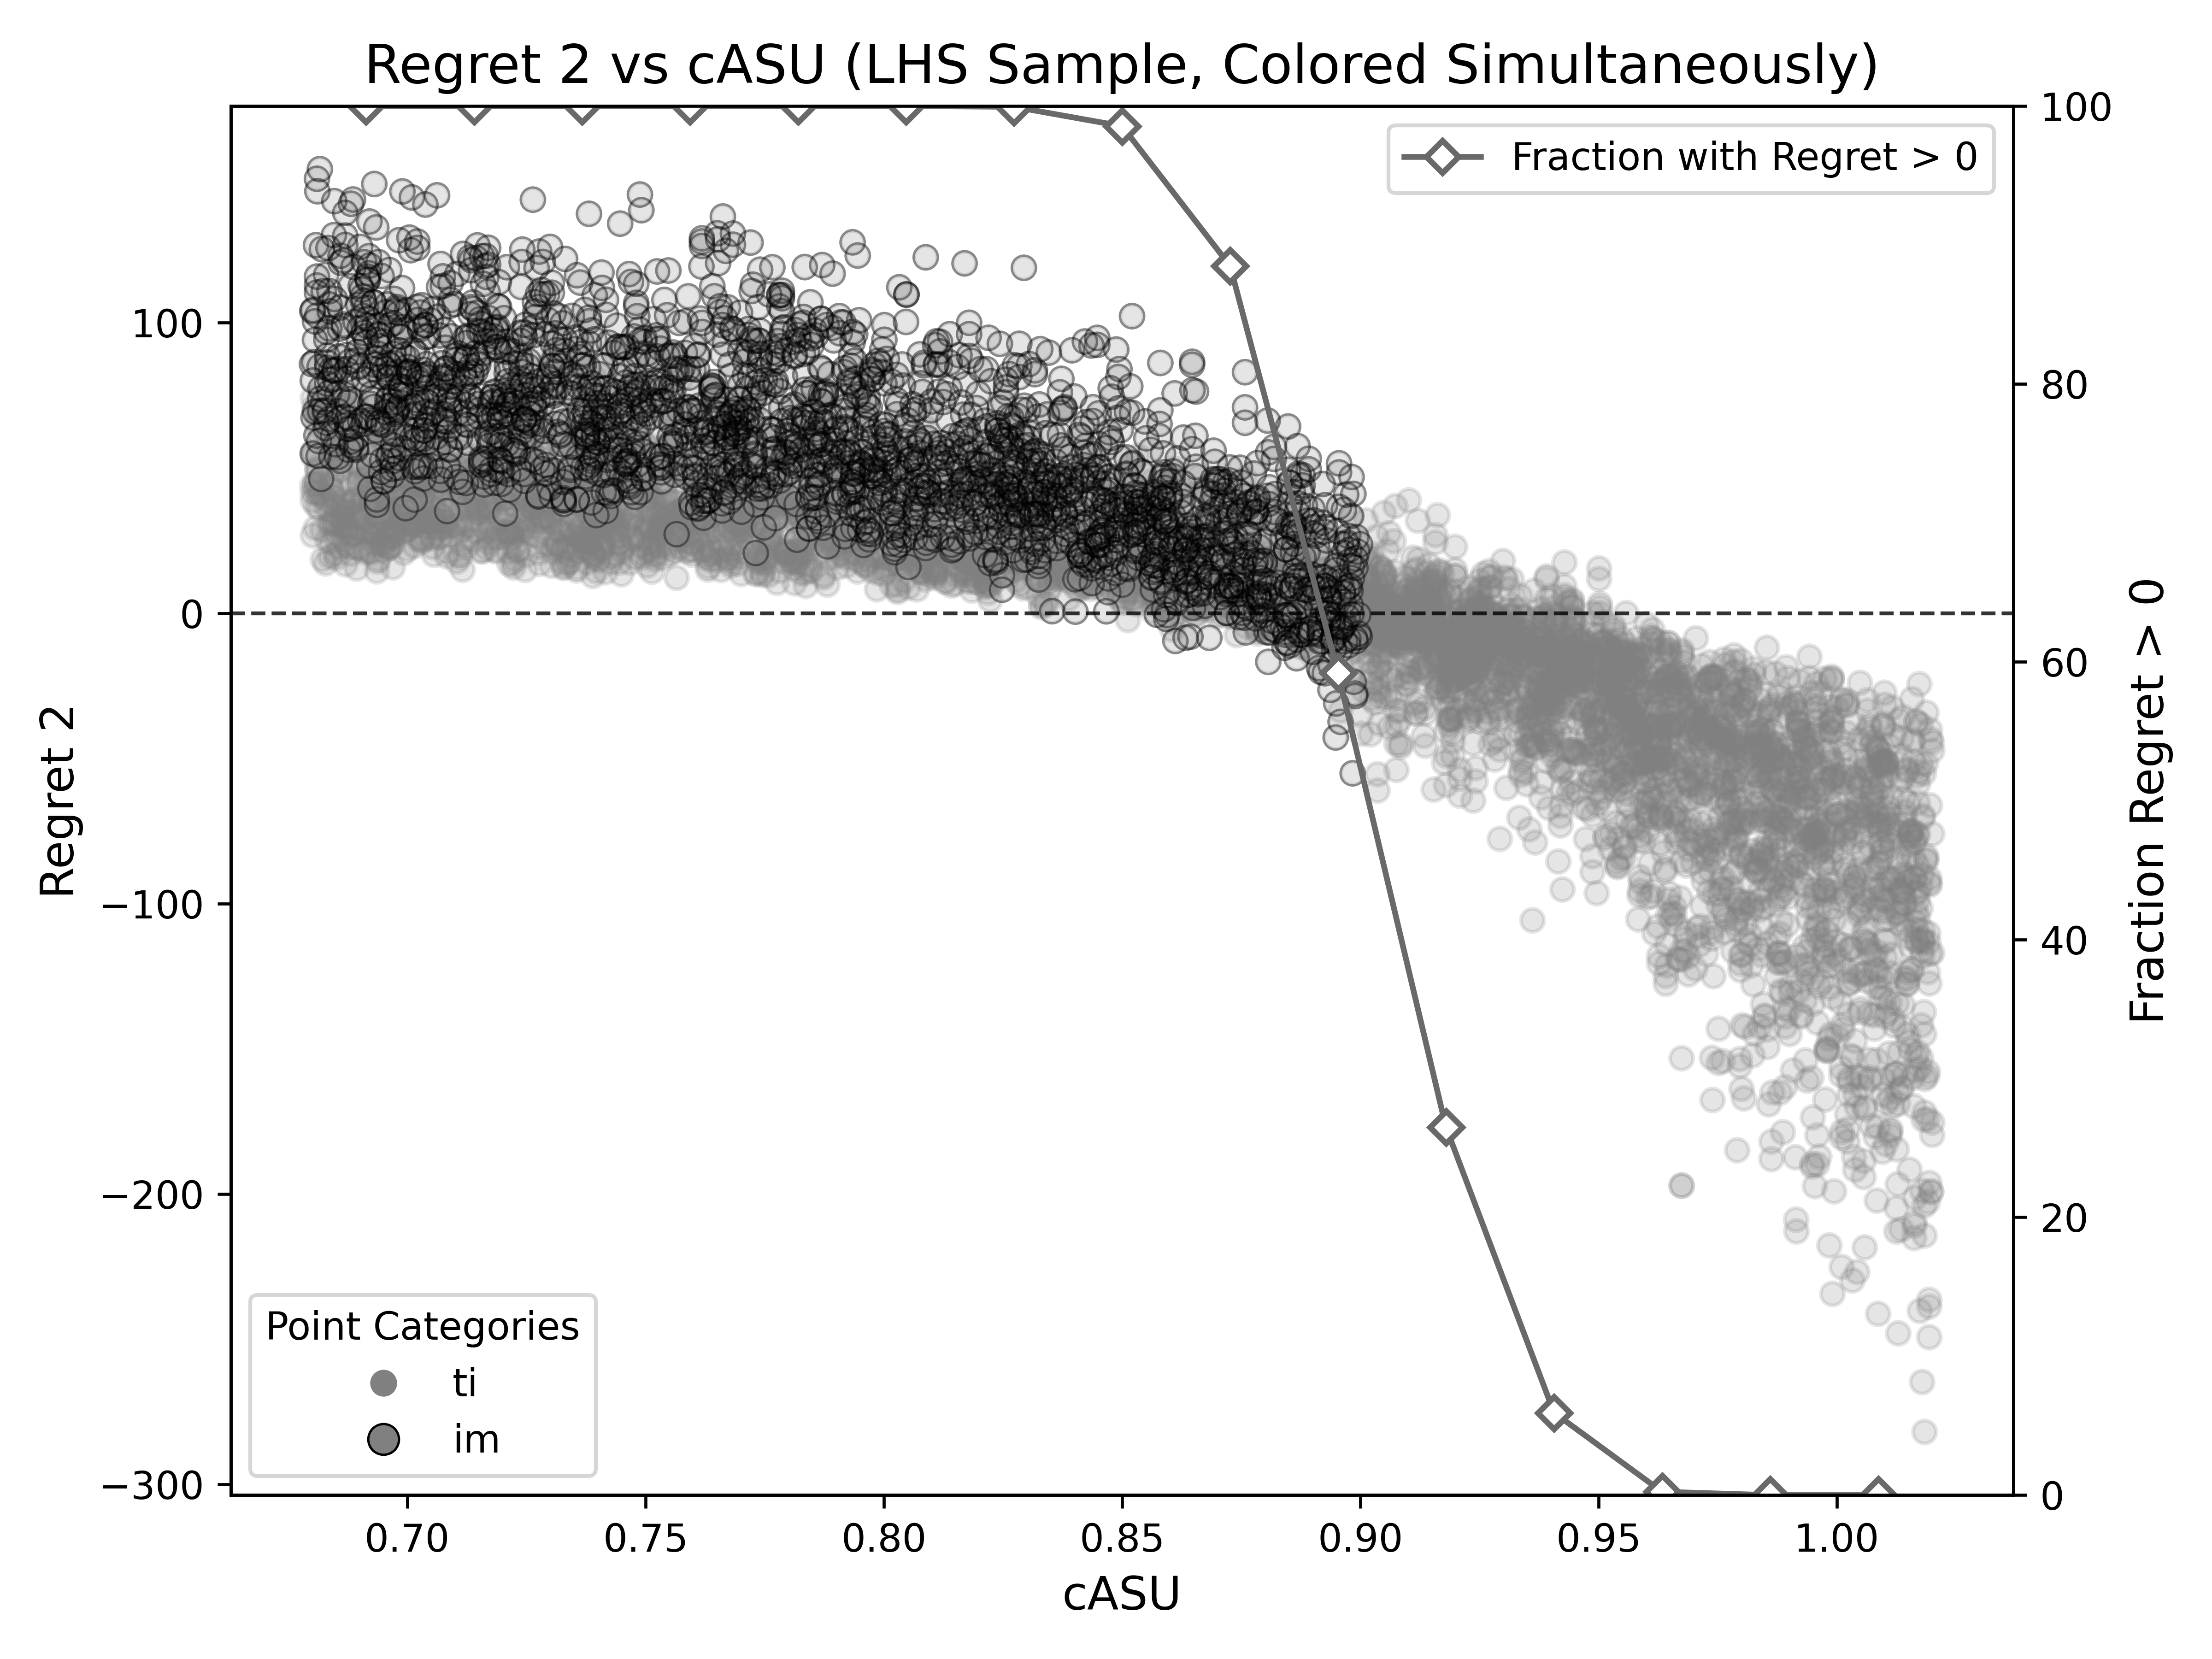 Regret 2 vs cASU (LHS Sample, Colored Simultaneously)
Fraction with Regret > 0
100
80
60
40
20
0
Fraction Regret > 0
100
0
−100
−200
−300
Regret 2
Point Categories
ti
im
0.70 0.75 0.80 0.85 0.90 0.95 1.00
cASU